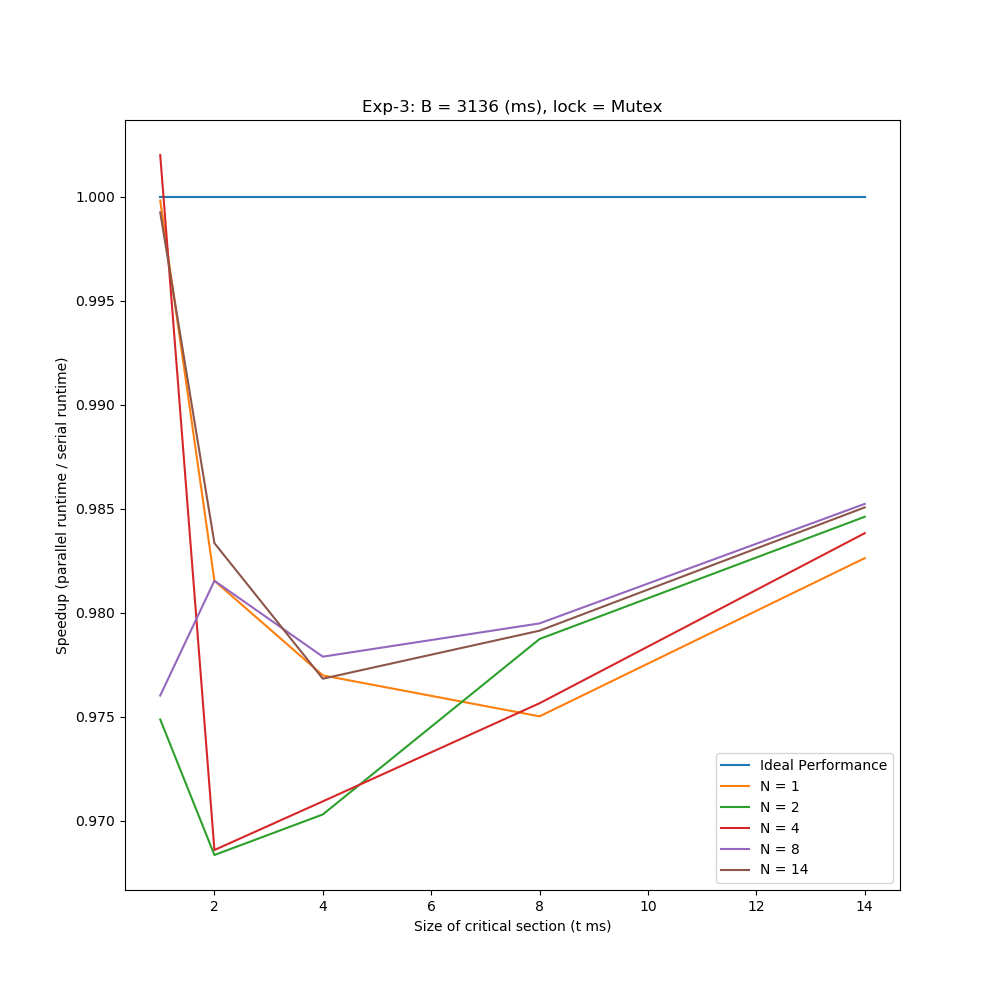 Exp-3: B = 3136 (ms), lock = Mutex
Speedup (parallel runtime / serial runtime)
1.000
0.995
0.990
0.985
0.980
0.975
0.970
Ideal Performance
N = 1
N = 2
N = 4
N = 8
N = 14
2 4 6 8 10 12 14
Size of critical section (t ms)